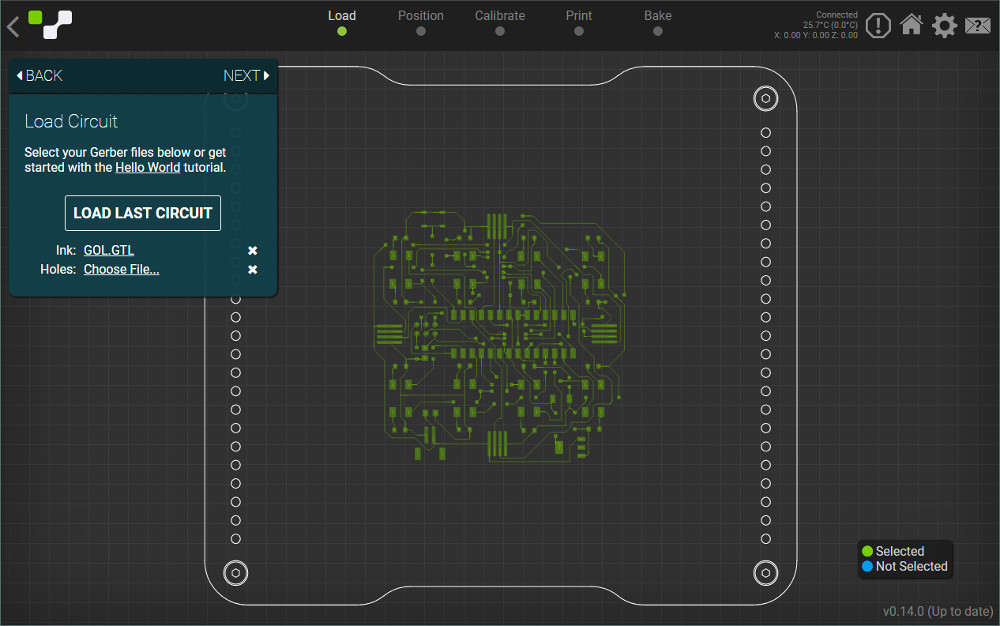 Load
Position
Calibrate
Print
Bake
Connected
25.7°C (0.0°C)
X: 0.00 Y: 0.00 Z: 0.00
BACK
NEXT
Load Circuit
Select your Gerber files below or get
started with the Hello World tutorial.
LOAD LAST CIRCUIT
Ink: GOL.GTL
Holes: Choose File...
Selected
Not Selected
v0.14.0 (Up to date)